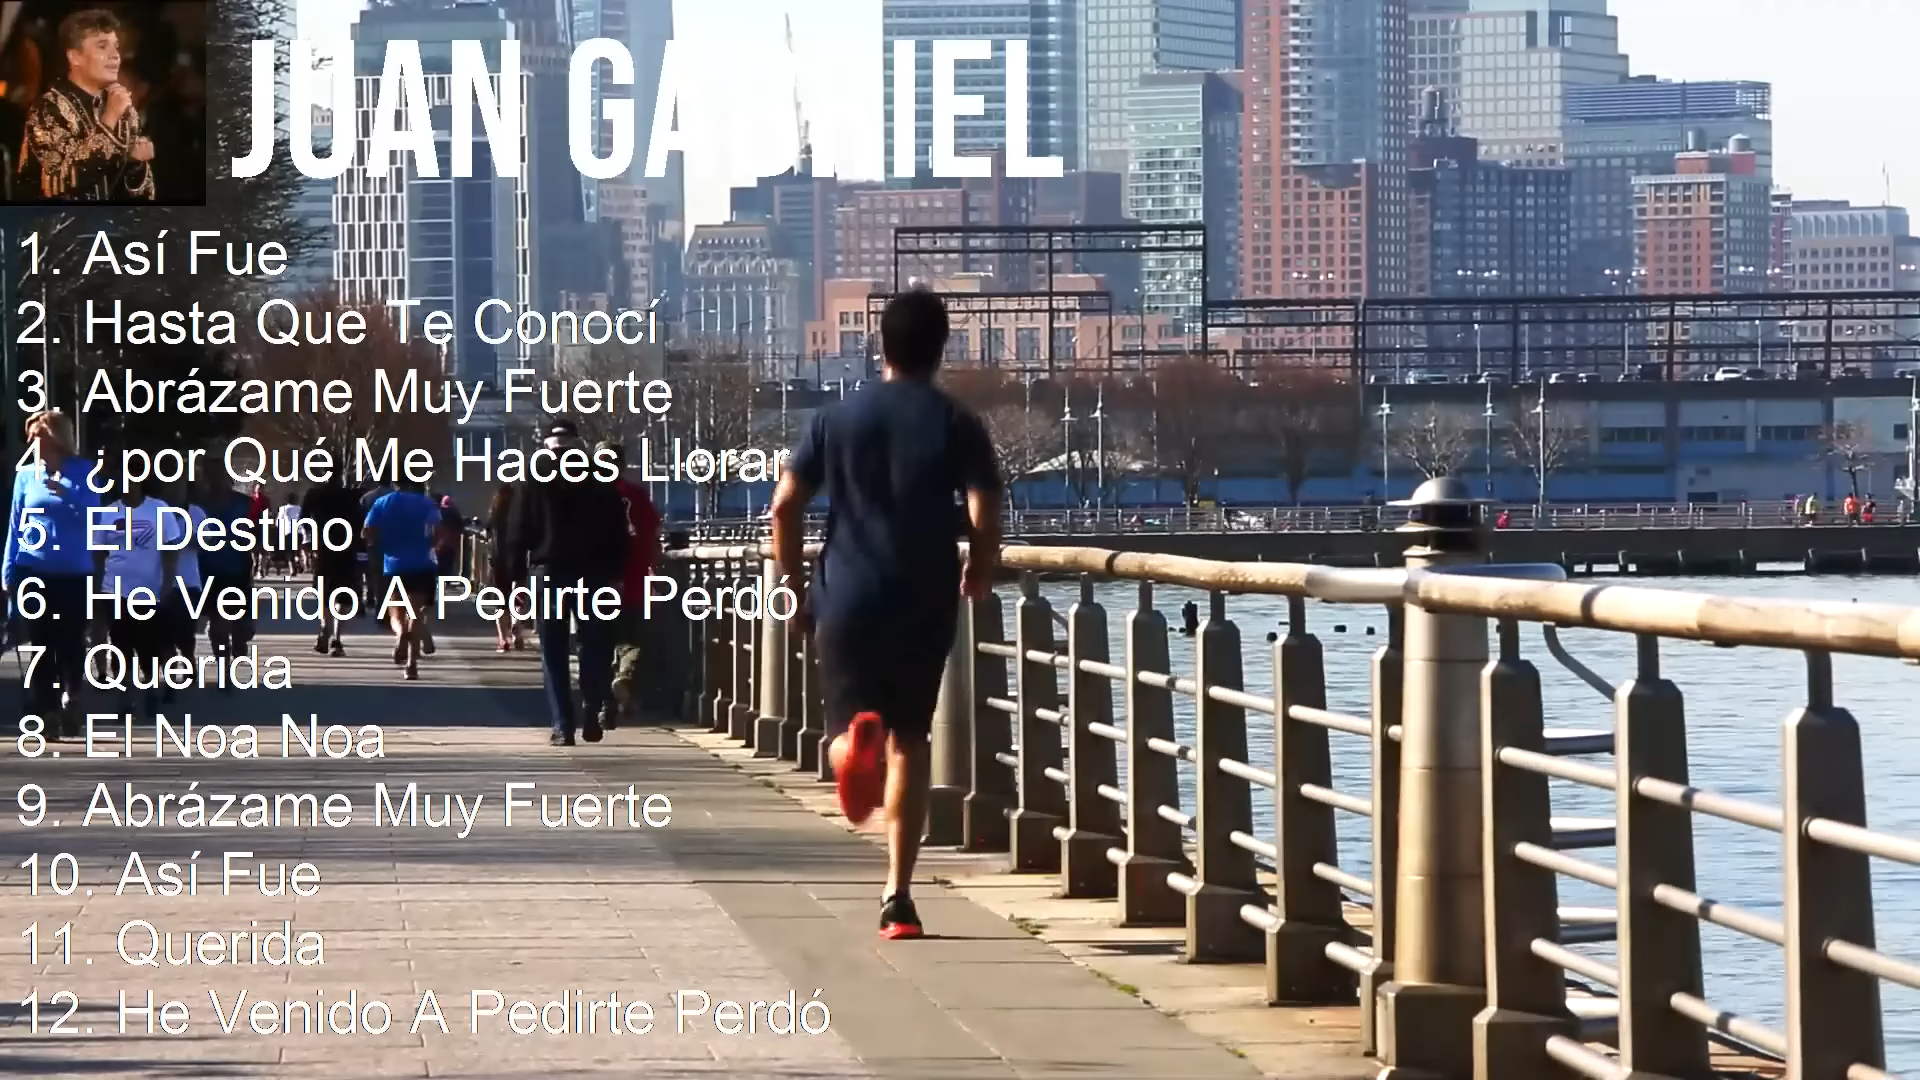 JUAN GABRIEL
1. Así Fue
2. Hasta Que Te Conocí
3. Abrázame Muy Fuerte
4. ¿por Qué Me Haces Llorar
5. El Destino
6. He Venido A Pedirte Perdó
7. Querida
8. El Noa Noa
9. Abrázame Muy Fuerte
10. Así Fue
11. Querida
12. He Venido A Pedirte Perdó